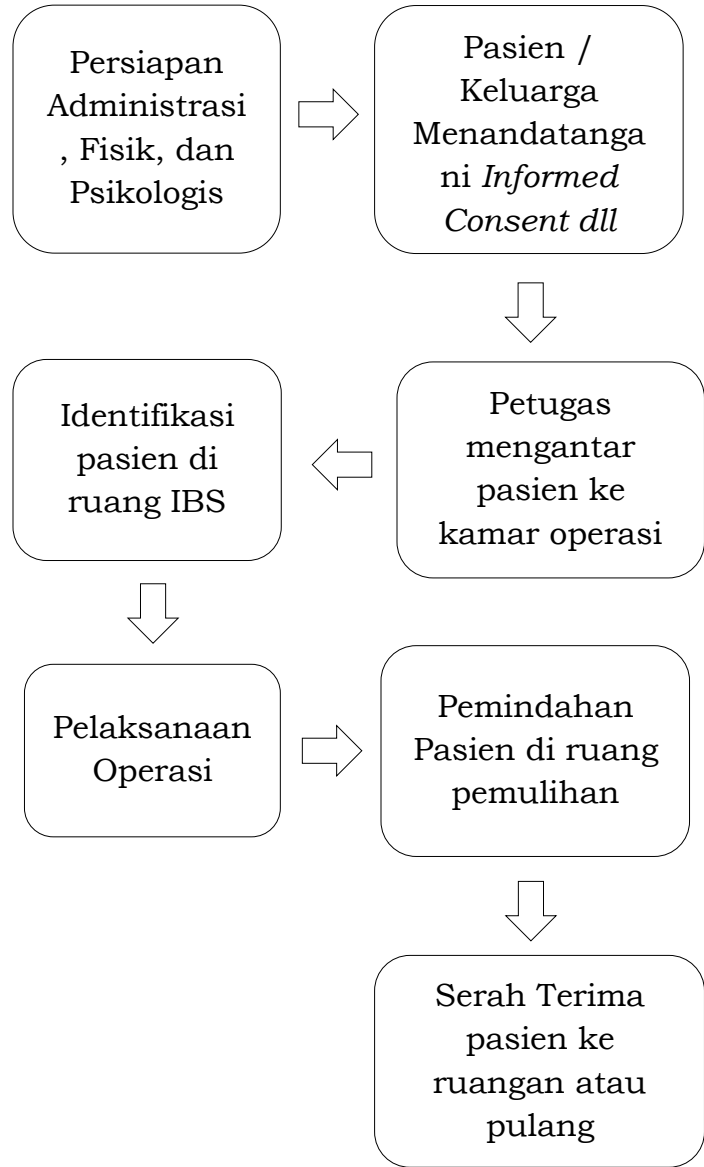 Persiapan
Administrasi
, Fisik, dan
Psikologis
Pasien /
Keluarga
Menandatanga
ni Informed
Consent dll
Petugas
mengantar
pasien ke
kamar operasi
Identifikasi
pasien di
ruang IBS
Pelaksanaan
Operasi
Pemindahan
Pasien di ruang
pemulihan
Serah Terima
pasien ke
ruangan atau
pulang